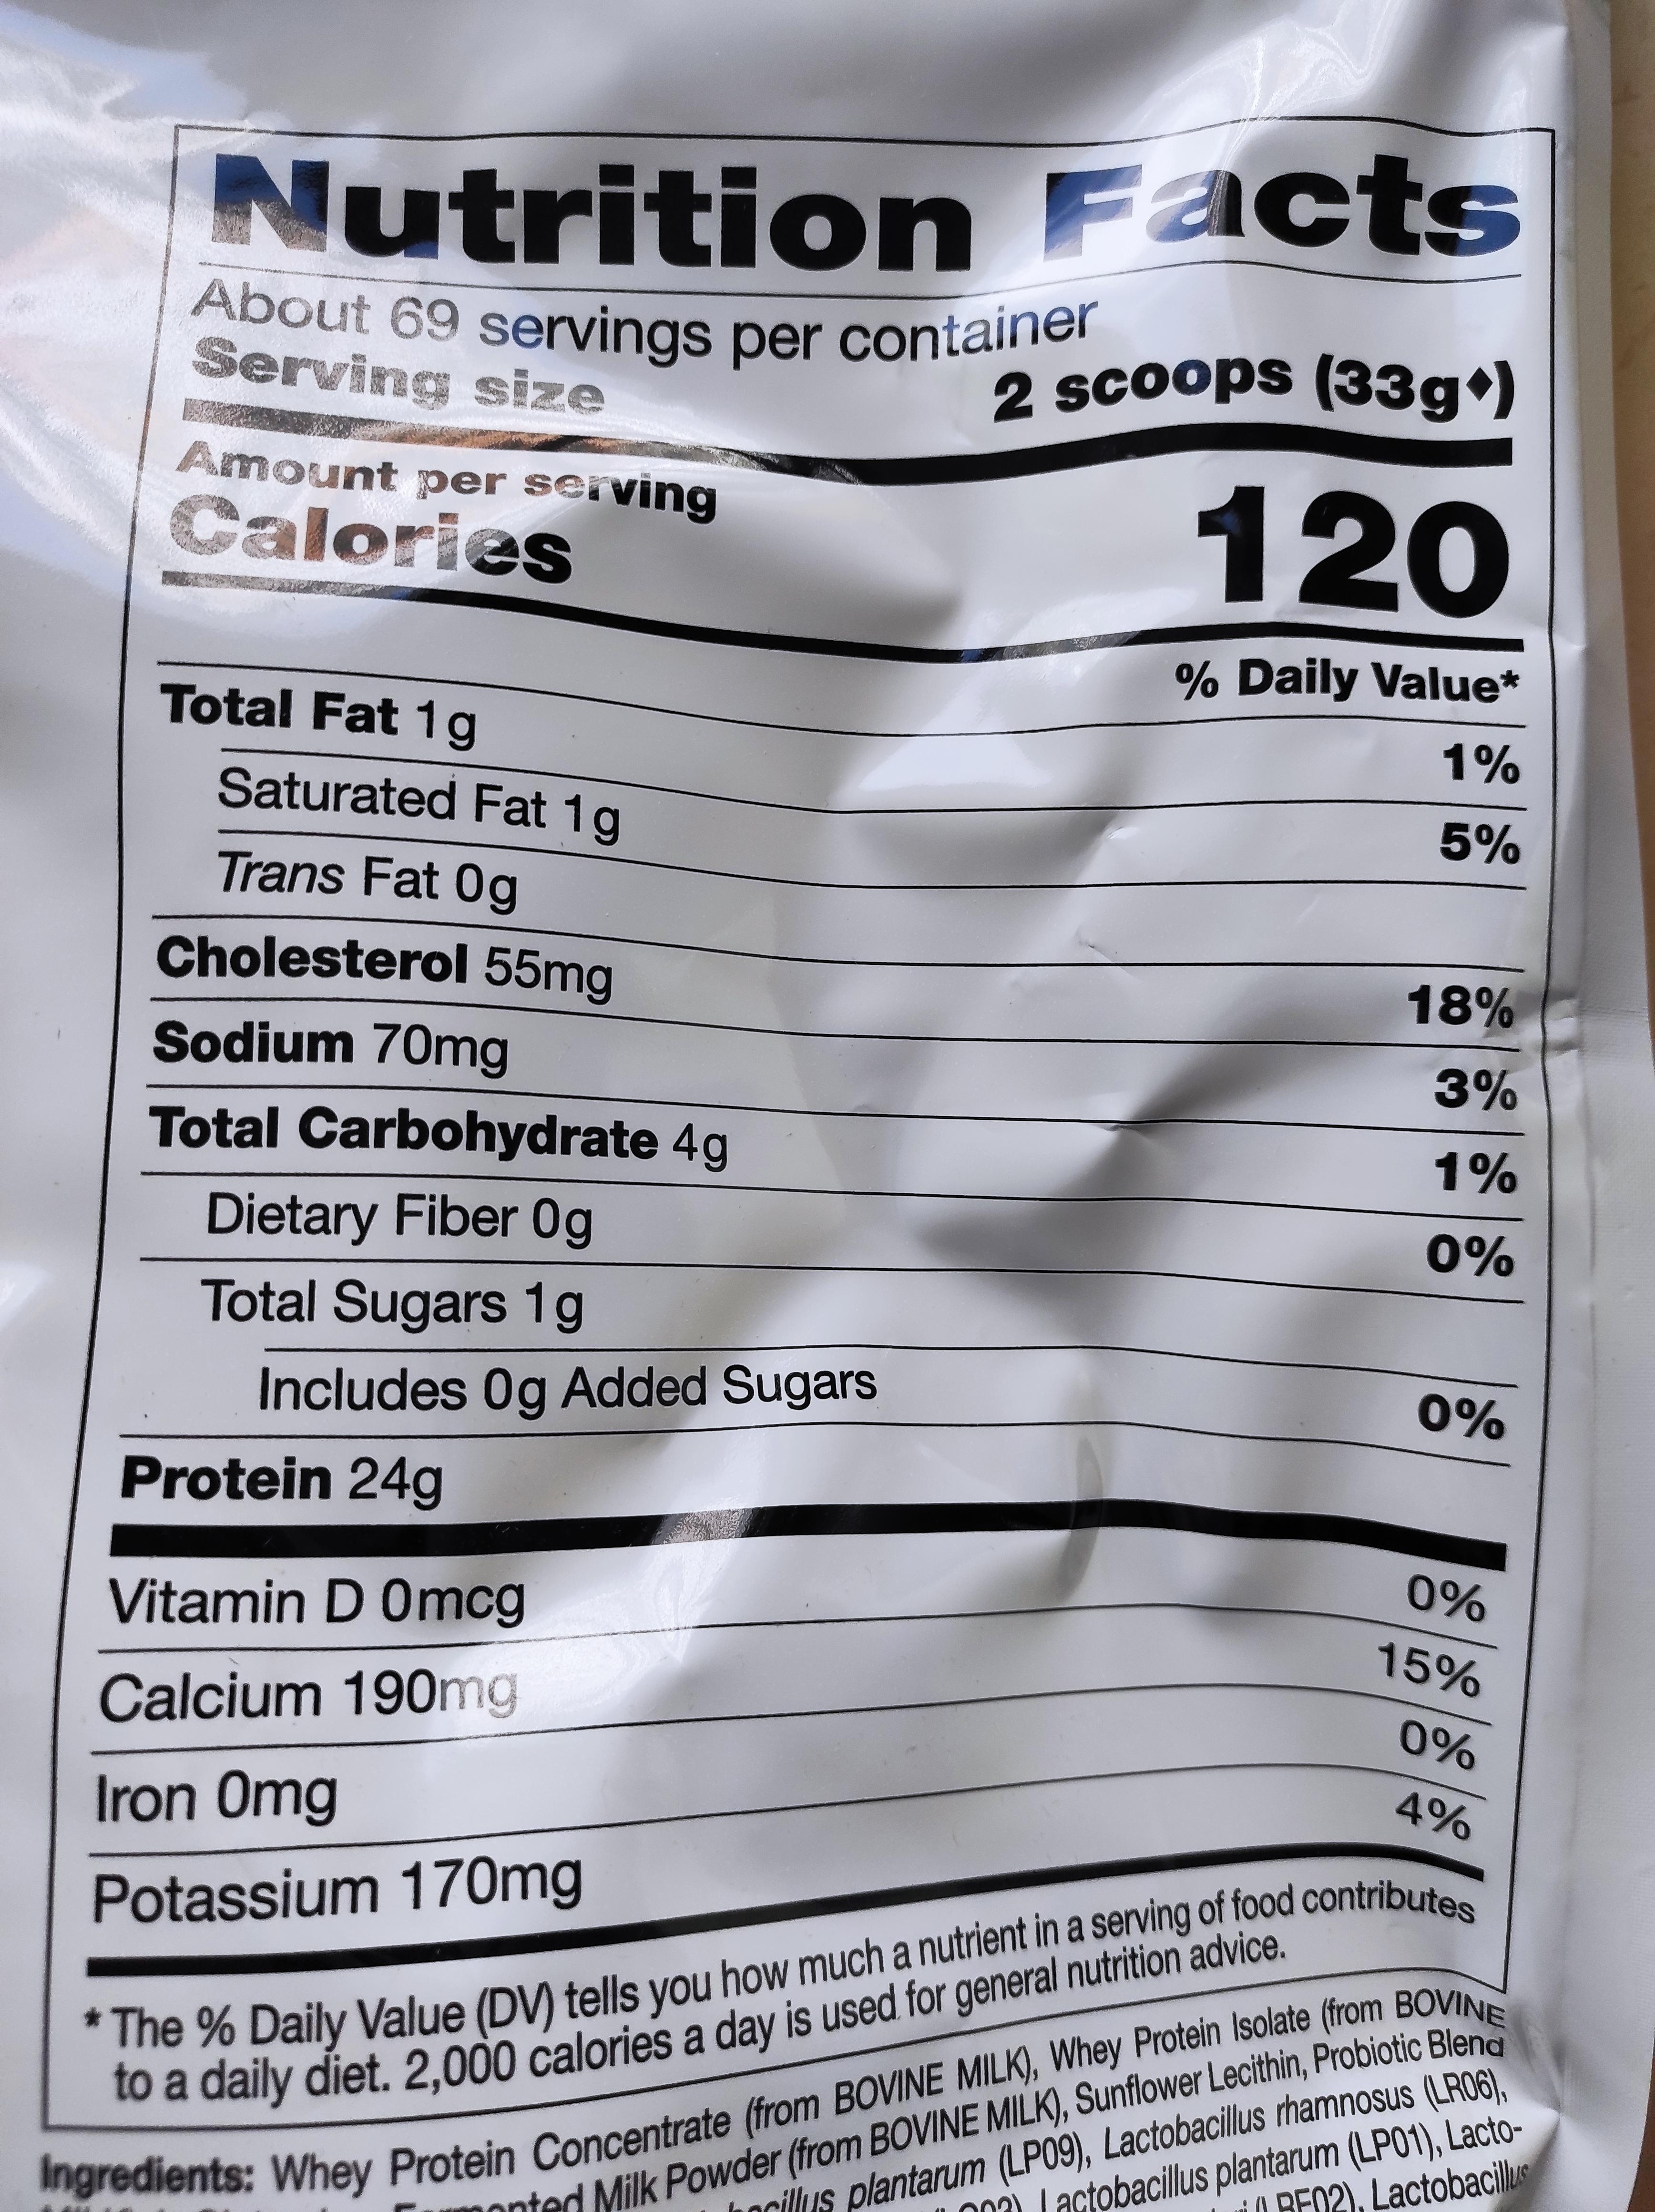 Nutrition Facts
About 69 servings per container
Serving size 2 scoops (33g♦)
Amount per serving
Calories 120
% Daily Value*
Total Fat 1g 1%
Saturated Fat 1g 5%
Trans Fat 0g
Cholesterol 55mg 18%
Sodium 70mg 3%
Total Carbohydrate 4g 1%
Dietary Fiber 0g 0%
Total Sugars 1g
Includes 0g Added Sugars 0%
Protein 24g
Vitamin D 0mcg 0%
Calcium 190mg 15%
Iron 0mg 0%
Potassium 170mg 4%
* The % Daily Value (DV) tells you how much a nutrient in a serving of food contributes
to a daily diet. 2,000 calories a day is used for general nutrition advice.
Ingredients: Whey Protein Concentrate (from BOVINE MILK), Whey Protein Isolate (from BOVINE
Milk Powder (from BOVINE MILK), Sunflower Lecithin, Probiotic Blend
plantarum (LP09), Lactobacillus rhamnosus (LR06),
Lactobacillus plantarum (LP01), Lacto-
Lactobacillus